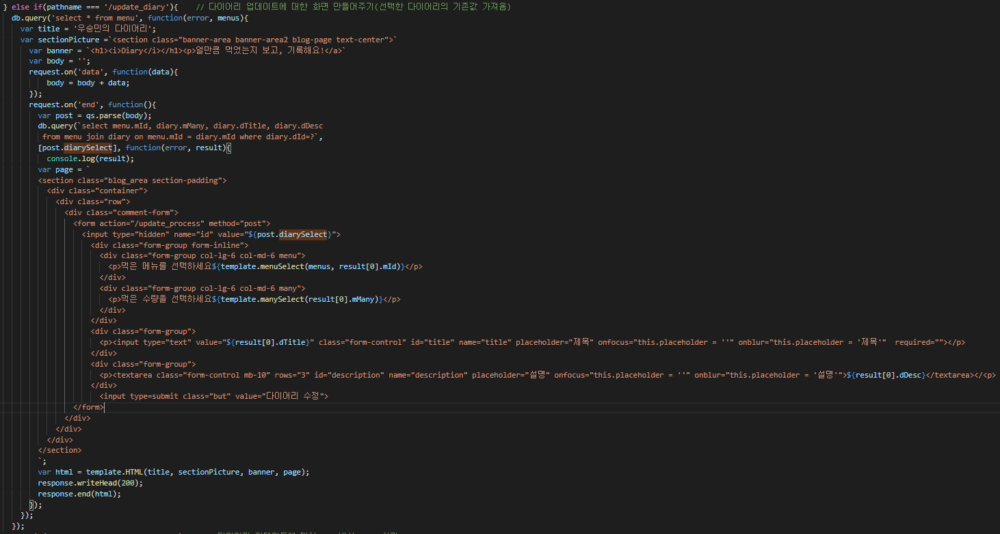 } else if(pathname === '/update_diary'){    // 다이어리 업데이트에 대한 화면 만들어주기(선택한 다이어리의 기존값 가져옴)
db.query('select * from menu', function(error, menus){
var title = '우승민의 다이어리';
var sectionPicture =`<section class="banner-area banner-area2 blog-page text-center">`
var banner = `<h1><i>Diary</i></h1><p>얼만큼 먹었는지 보고, 기록해요!</a>`
var body = '';
request.on('data', function(data){
body = body + data;
});
request.on('end', function(){
var post = qs.parse(body);
db.query(`select menu.mId, diary.mMany, diary.dTitle, diary.dDesc
from menu join diary on menu.mId = diary.mId where diary.dId=?`,
[post.diarySelect], function(error, result){
console.log(result);
var page = `
<section class="blog_area section-padding">
<div class="container">
<div class="row">
<div class="comment-form">
<form action="/update_process" method="post">
<input type="hidden" name="id" value="${post.diarySelect}">
<div class="form-group form-inline">
<div class="form-group col-lg-6 col-md-6 menu">
<p>먹은 메뉴를 선택하세요${template.menuSelect(menus, result[0].mId)}</p>
</div>
<div class="form-group col-lg-6 col-md-6 many">
<p>먹은 수량을 선택하세요${template.manySelect(result[0].mMany)}</p>
</div>
</div>
<div class="form-group">
<p><input type="text" value="${result[0].dTitle}" class="form-control" id="title" name="title" placeholder="제목" onfocus="this.placeholder = ''" onblur="this.placeholder = '제목'"  required=""></p>
</div>
<div class="form-group">
<p><textarea class="form-control mb-10" rows="3" id="description" name="description" placeholder="설명" onfocus="this.placeholder = ''" onblur="this.placeholder = '설명'">${result[0].dDesc}</textarea></<p>
</div>
<input type=submit class="but" value="다이어리 수정">
</form>
</div>
</div>
</div>
</section>
`;
var html = template.HTML(title, sectionPicture, banner, page);
response.writeHead(200);
response.end(html);
});
});
});